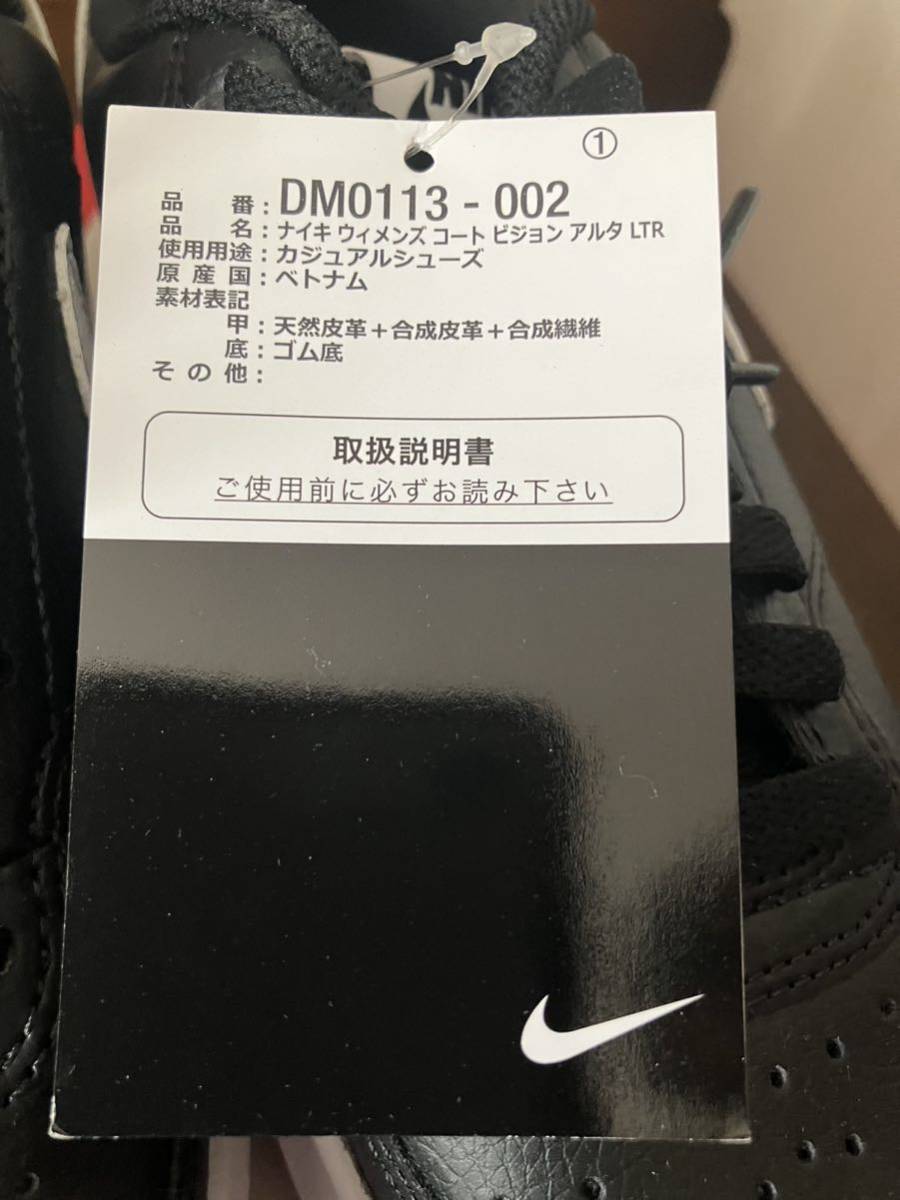 ①
品番：DM0113 - 002
品名：ナイキ ウィメンズ コート ビジョン アルタ LTR
使用用途：カジュアルシューズ
原産国：ベトナム
素材表記
甲：天然皮革＋合成皮革＋合成繊維
底：ゴム底
その他：
取扱説明書
ご使用前に必ずお読み下さい